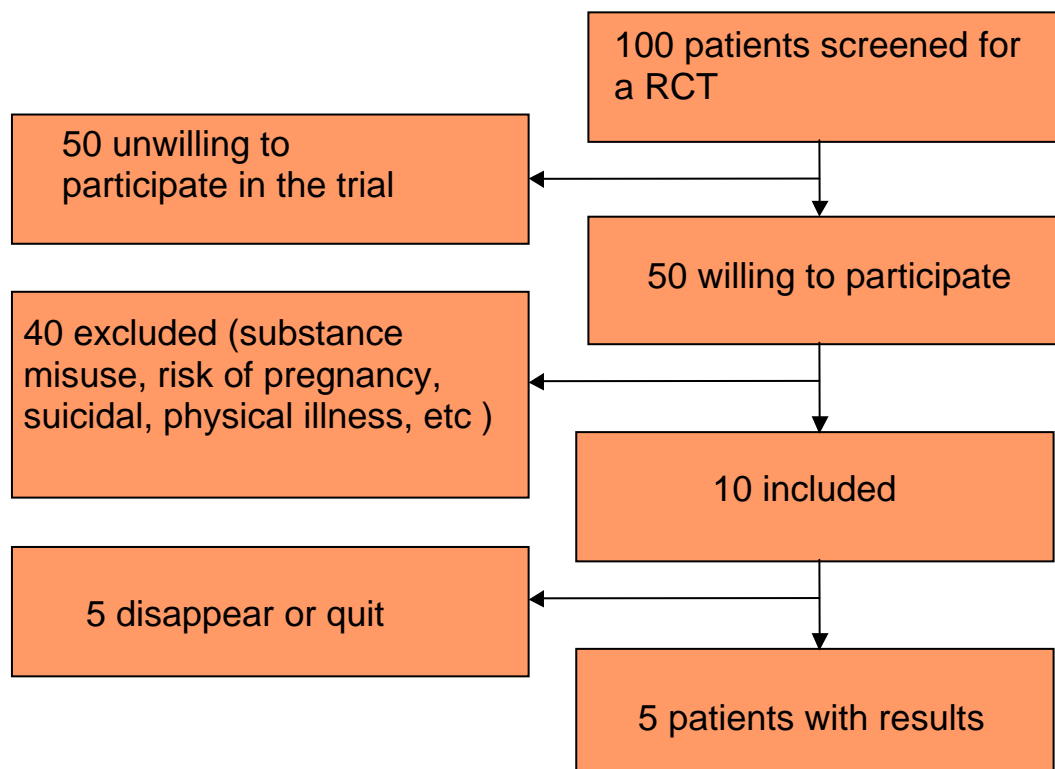 100 patients screened for
a RCT
50 unwilling to
participate in the trial
50 willing to participate
40 excluded (substance
misuse, risk of pregnancy,
suicidal, physical illness, etc )
10 included
5 disappear or quit
5 patients with results